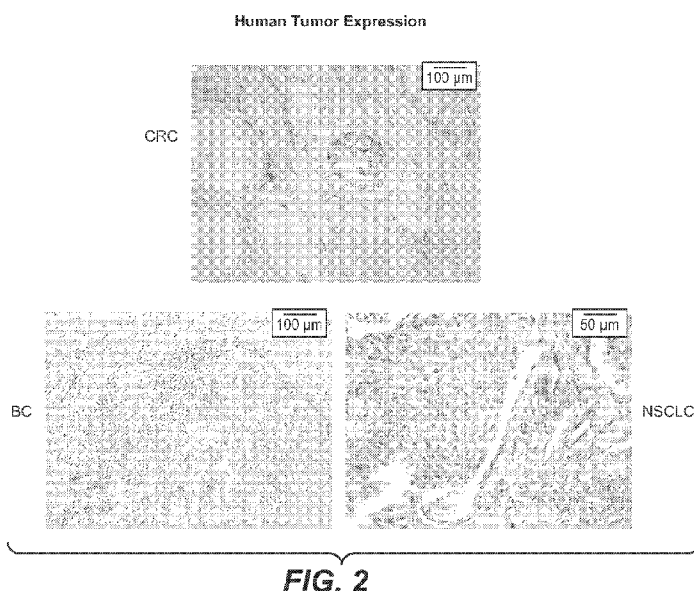 Human Tumor Expression
100 µm
CRC
100 µm
50 µm
BC
NSCLC
FIG. 2